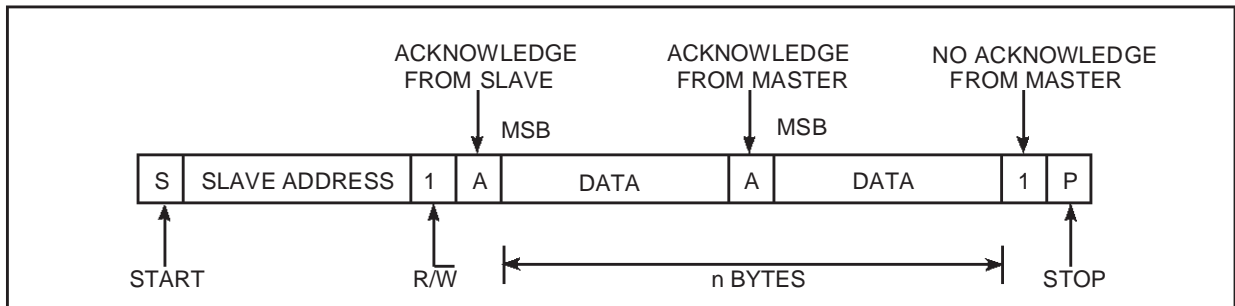 ACKNOWLEDGE
FROM SLAVE
ACKNOWLEDGE
FROM MASTER
NO ACKNOWLEDGE
FROM MASTER
MSB
MSB
S SLAVE ADDRESS 1 A DATA A DATA 1 P
START
R/W̅
n BYTES
STOP